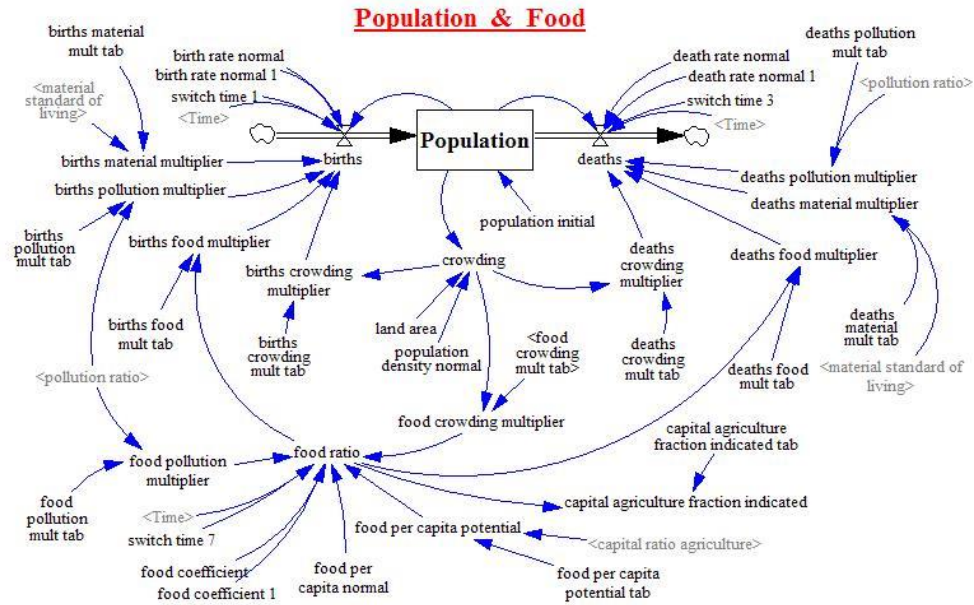 Population & Food
births material
mult tab
<material
standard of
living>
birth rate normal
birth rate normal 1
switch time 1
<Time>
death rate normal
death rate normal 1
switch time 3
<Time>
deaths pollution
mult tab
<pollution ratio>
Population
births
deaths
births material multiplier
births pollution multiplier
deaths pollution multiplier
deaths material multiplier
births
pollution
mult tab
births food multiplier
population initial
births crowding
multiplier
crowding
deaths
crowding
multiplier
deaths food multiplier
births food
mult tab
births
crowding
mult tab
land area
population
density normal
<food
crowding
mult tab>
deaths
crowding
mult tab
deaths food
mult tab
deaths
material
mult tab
<material standard of
living>
<pollution ratio>
food crowding multiplier
capital agriculture
fraction indicated tab
food ratio
food pollution
multiplier
food
pollution
mult tab
capital agriculture fraction indicated
<Time>
switch time 7
food coefficient
food coefficient 1
food per
capita normal
food per capita potential
<capital ratio agriculture>
food per capita
potential tab